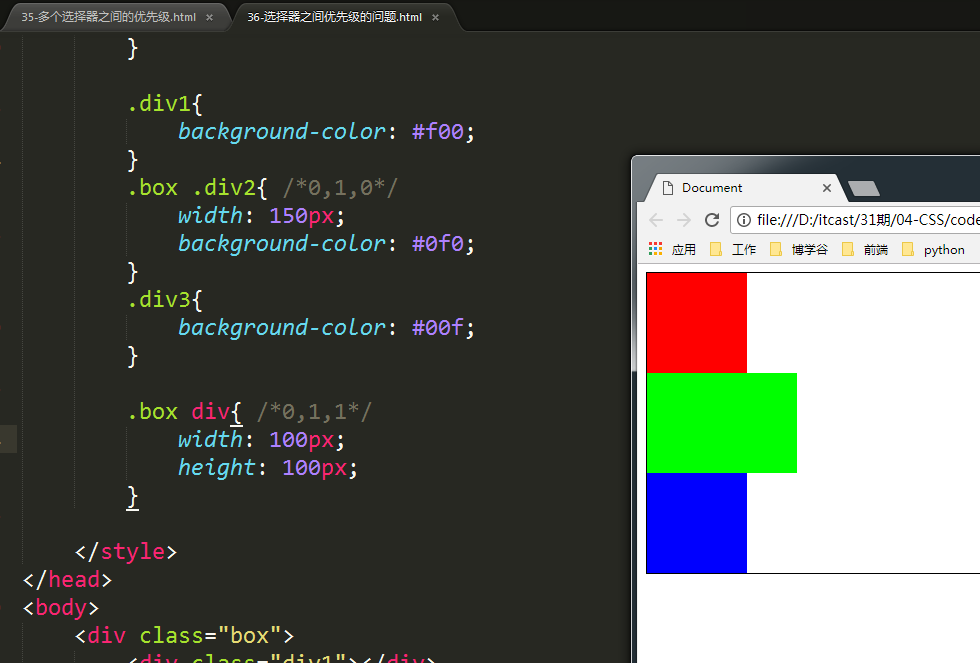 35-多个选择器之间的优先级.html ×
36-选择器之间优先级的问题.html ×
}
.div1{
background-color: #f00;
}
.box .div2{ /*0,1,0*/
width: 150px;
background-color: #0f0;
}
.div3{
background-color: #00f;
}
.box div{ /*0,1,1*/
width: 100px;
height: 100px;
}
</style>
</head>
<body>
<div class="box">
<div class="div1"></div>
Document ×
file:///D:/itcast/31期/04-CSS/code
应用 工作 博学谷 前端 python